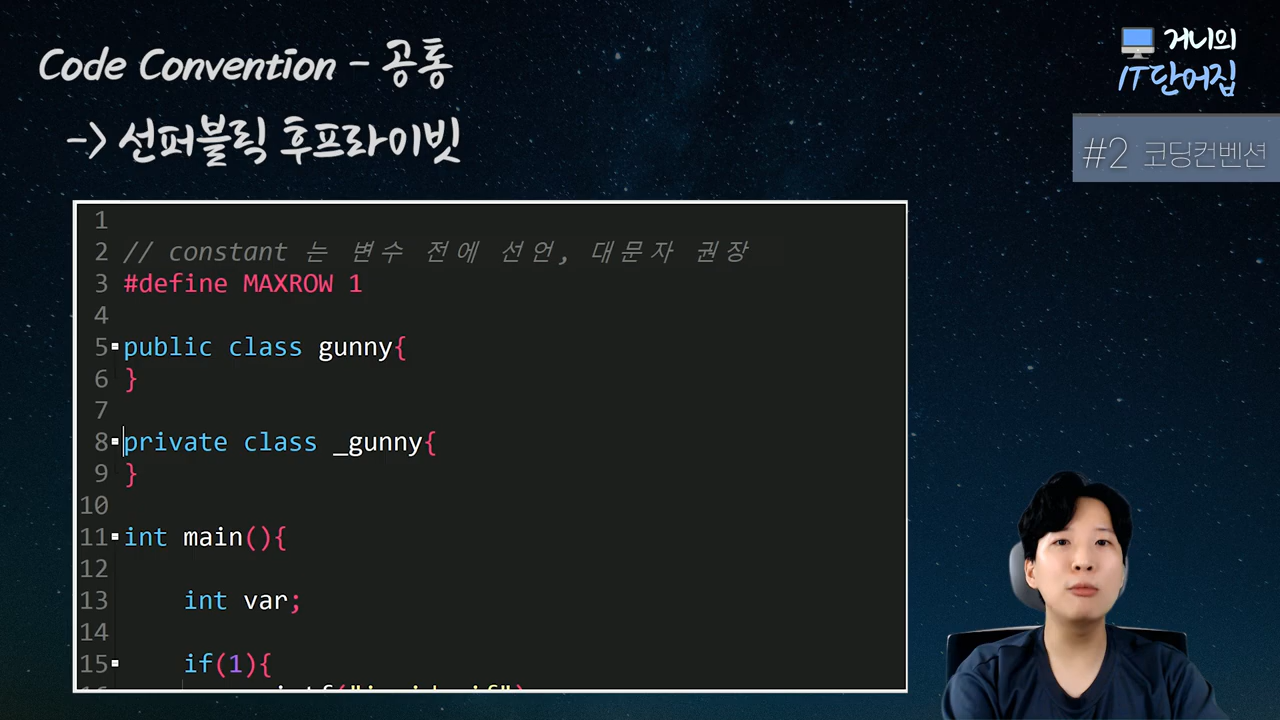 Code Convention - 공통
-> 선퍼블릭 후프라이빗
거니의
IT단어집
#2 코딩컨벤션
1
2 // constant 는 변수 전에 선언, 대문자 권장
3 #define MAXROW 1
4
5 public class gunny{
6 }
7
8 private class _gunny{
9 }
10
11 int main(){
12
13 int var;
14
15 if(1){